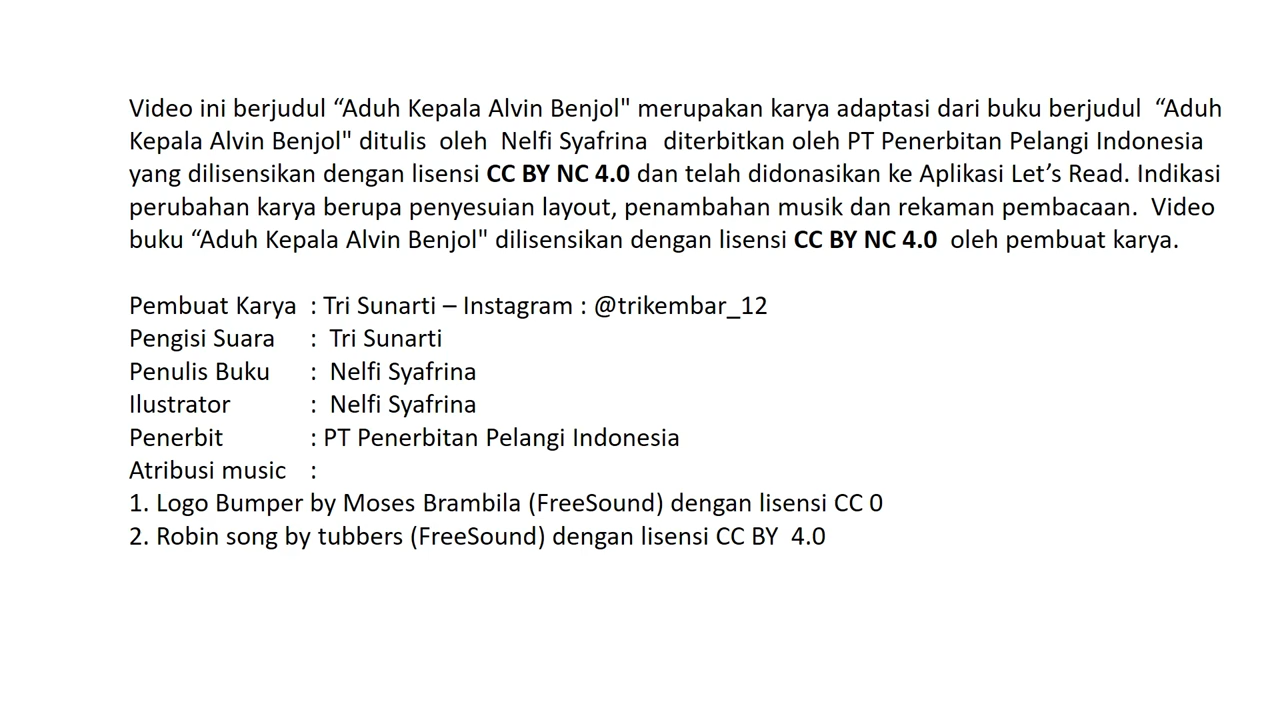 Video ini berjudul “Aduh Kepala Alvin Benjol" merupakan karya adaptasi dari buku berjudul “Aduh
Kepala Alvin Benjol" ditulis oleh Nelfi Syafrina diterbitkan oleh PT Penerbitan Pelangi Indonesia
yang dilisensikan dengan lisensi CC BY NC 4.0 dan telah didonasikan ke Aplikasi Let’s Read. Indikasi
perubahan karya berupa penyesuian layout, penambahan musik dan rekaman pembacaan. Video
buku “Aduh Kepala Alvin Benjol" dilisensikan dengan lisensi CC BY NC 4.0 oleh pembuat karya.
Pembuat Karya : Tri Sunarti – Instagram : @trikembar_12
Pengisi Suara : Tri Sunarti
Penulis Buku : Nelfi Syafrina
Ilustrator : Nelfi Syafrina
Penerbit : PT Penerbitan Pelangi Indonesia
Atribusi music :
1. Logo Bumper by Moses Brambila (FreeSound) dengan lisensi CC 0
2. Robin song by tubbers (FreeSound) dengan lisensi CC BY 4.0